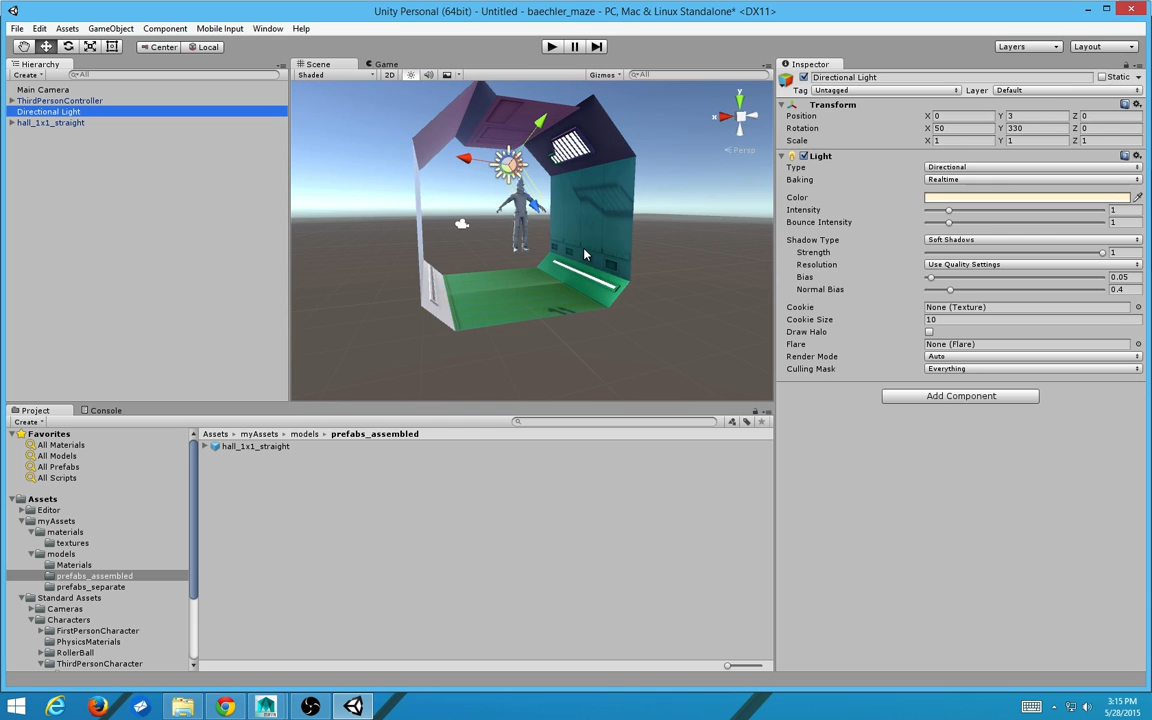 Unity Personal (64bit) - Untitled - baechler_maze - PC, Mac & Linux Standalone* <DX11>
File Edit Assets GameObject Component Mobile Input Window Help
Center Local Layers Layout
Hierarchy
Create All
Main Camera
ThirdPersonController
Directional Light
hall_1x1_straight
Scene Game
Shaded 2D Gizmos All
y
x
Persp
Inspector
Directional Light Static
Tag Untagged Layer Default
Transform
Position X 0 Y 3 Z 0
Rotation X 50 Y 330 Z 0
Scale X 1 Y 1 Z 1
Light
Type Directional
Baking Realtime
Color
Intensity 1
Bounce Intensity 1
Shadow Type Soft Shadows
Strength 1
Resolution Use Quality Settings
Bias 0.05
Normal Bias 0.4
Cookie None (Texture)
Cookie Size 10
Draw Halo
Flare None (Flare)
Render Mode Auto
Culling Mask Everything
Add Component
Project Console
Create
Favorites
All Materials
All Models
All Prefabs
All Scripts
Assets
Editor
myAssets
materials
textures
models
Materials
prefabs_assembled
prefabs_separate
Standard Assets
Cameras
Characters
FirstPersonCharacter
PhysicsMaterials
RollerBall
ThirdPersonCharacter
Assets myAssets models prefabs_assembled
hall_1x1_straight
3:15 PM
5/28/2015